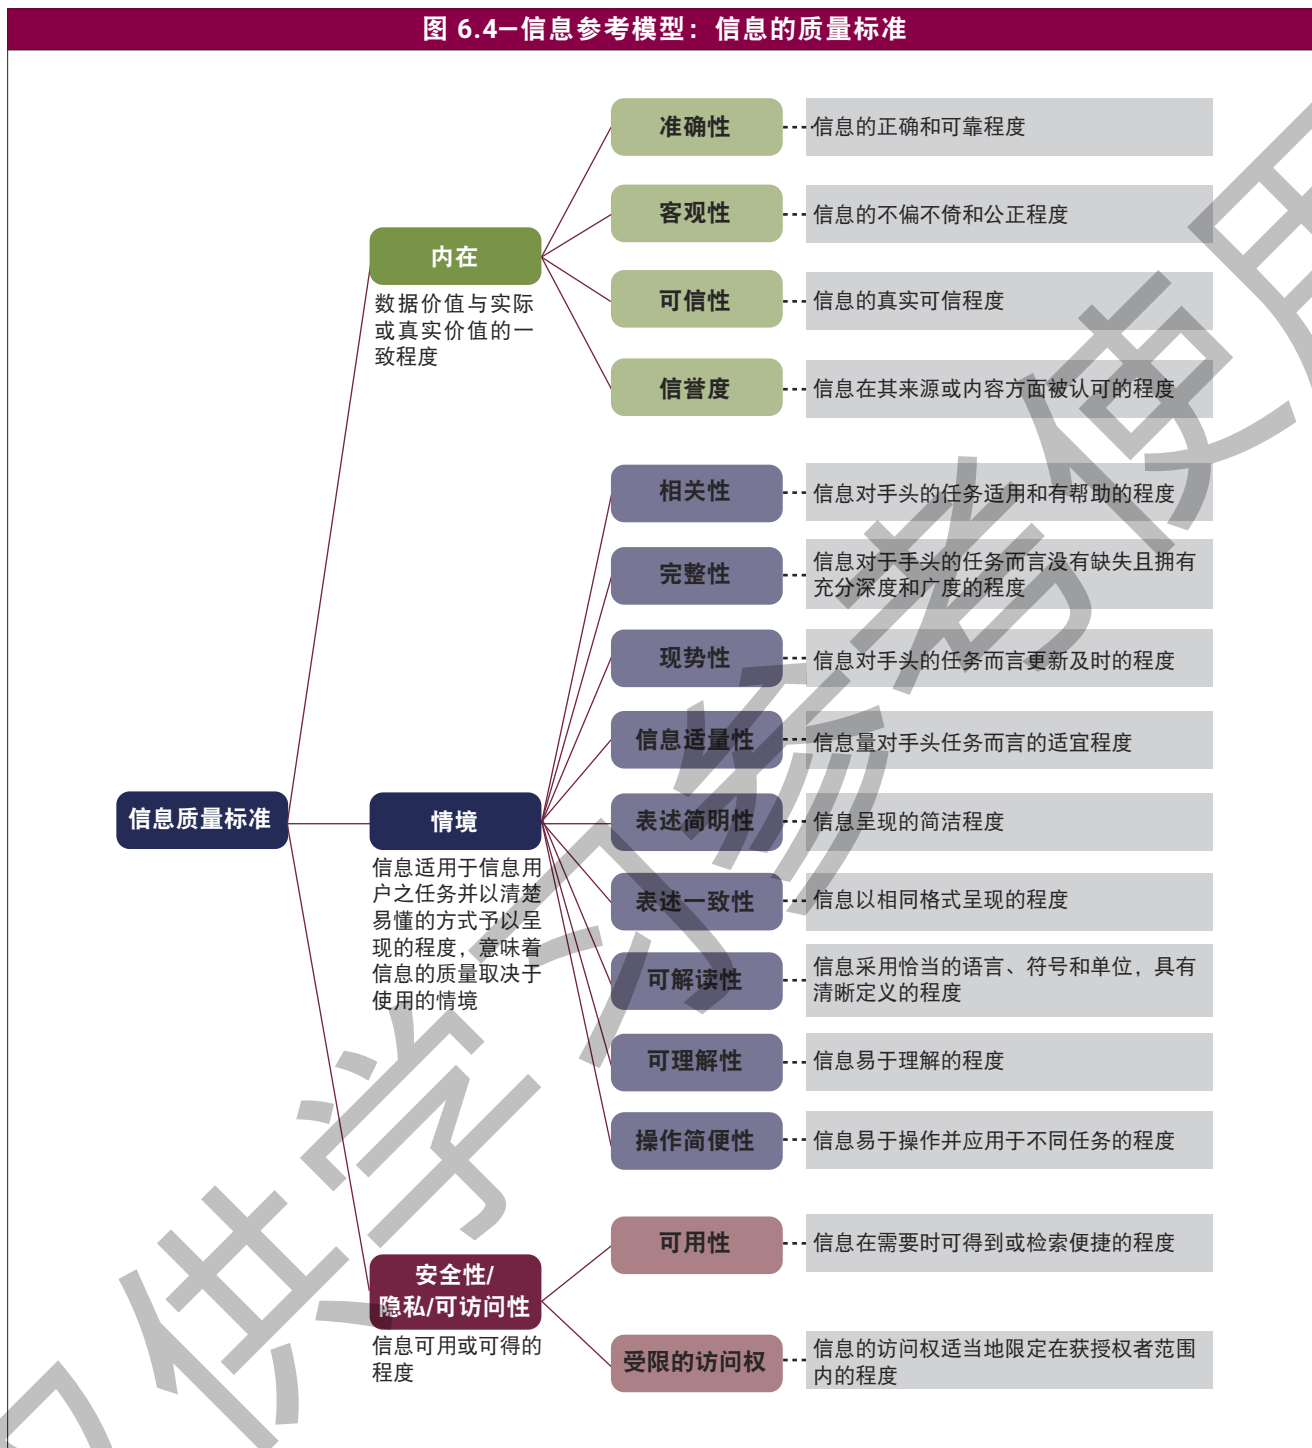 图 6.4—信息参考模型：信息的质量标准
准确性
信息的正确和可靠程度
客观性
信息的不偏不倚和公正程度
内在
数据价值与实际
或真实价值的一
致程度
可信性
信息的真实可信程度
信誉度
信息在其来源或内容方面被认可的程度
相关性
信息对手头的任务适用和有帮助的程度
完整性
信息对于手头的任务而言没有缺失且拥有
充分深度和广度的程度
现势性
信息对手头的任务而言更新及时的程度
信息适量性
信息量对手头任务而言的适宜程度
信息质量标准
情境
信息适用于信息用
户之任务并以清楚
易懂的方式予以呈
现的程度，意味着
信息的质量取决于
使用的情境
表述简明性
信息呈现的简洁程度
表述一致性
信息以相同格式呈现的程度
可解读性
信息采用恰当的语言、符号和单位，具有
清晰定义的程度
可理解性
信息易于理解的程度
操作简便性
信息易于操作并应用于不同任务的程度
可用性
信息在需要时可得到或检索便捷的程度
安全性/
隐私/可访问性
信息可用或可得的
程度
受限的访问权
信息的访问权适当地限定在获授权者范围
内的程度
仅供学习参考使用